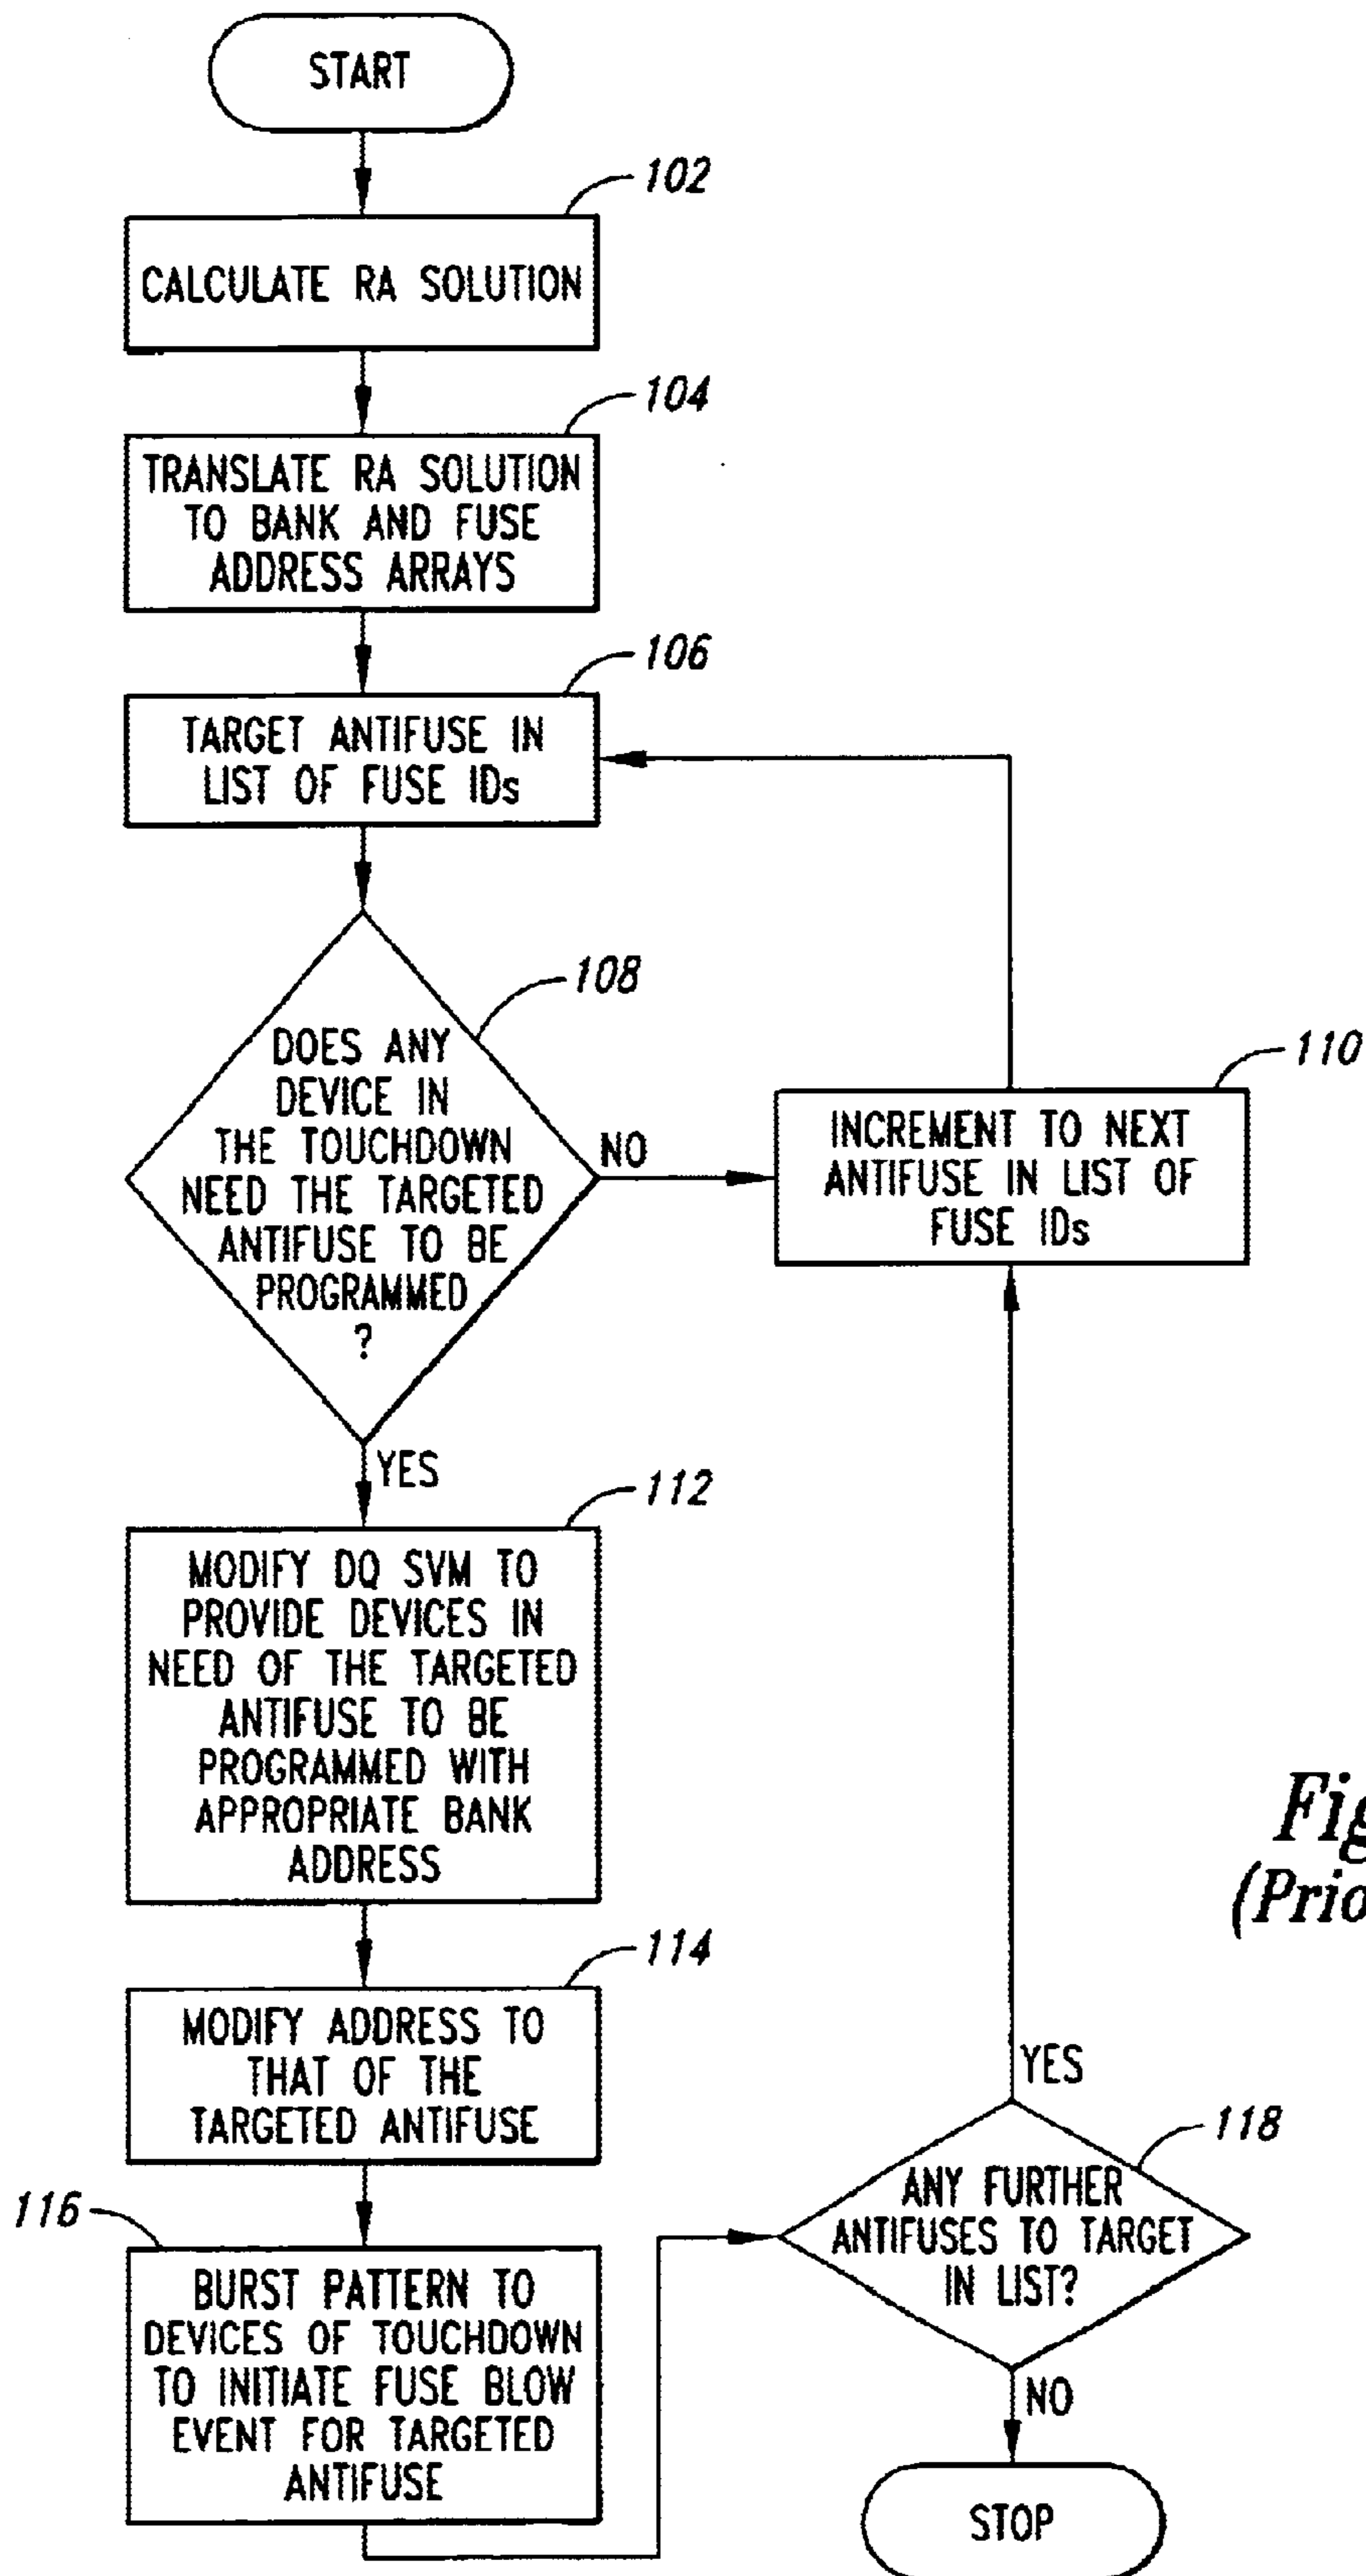 START
102
CALCULATE RA SOLUTION
104
TRANSLATE RA SOLUTION
TO BANK AND FUSE
ADDRESS ARRAYS
106
TARGET ANTIFUSE IN
LIST OF FUSE IDs
108
DOES ANY
DEVICE IN
THE TOUCHDOWN
NEED THE TARGETED
ANTIFUSE TO BE
PROGRAMMED
?
NO
110
INCREMENT TO NEXT
ANTIFUSE IN LIST OF
FUSE IDs
YES
112
MODIFY DQ SVM TO
PROVIDE DEVICES IN
NEED OF THE TARGETED
ANTIFUSE TO BE
PROGRAMMED WITH
APPROPRIATE BANK
ADDRESS
114
MODIFY ADDRESS TO
THAT OF THE
TARGETED ANTIFUSE
116
BURST PATTERN TO
DEVICES OF TOUCHDOWN
TO INITIATE FUSE BLOW
EVENT FOR TARGETED
ANTIFUSE
YES
118
ANY FURTHER
ANTIFUSES TO TARGET
IN LIST?
NO
STOP